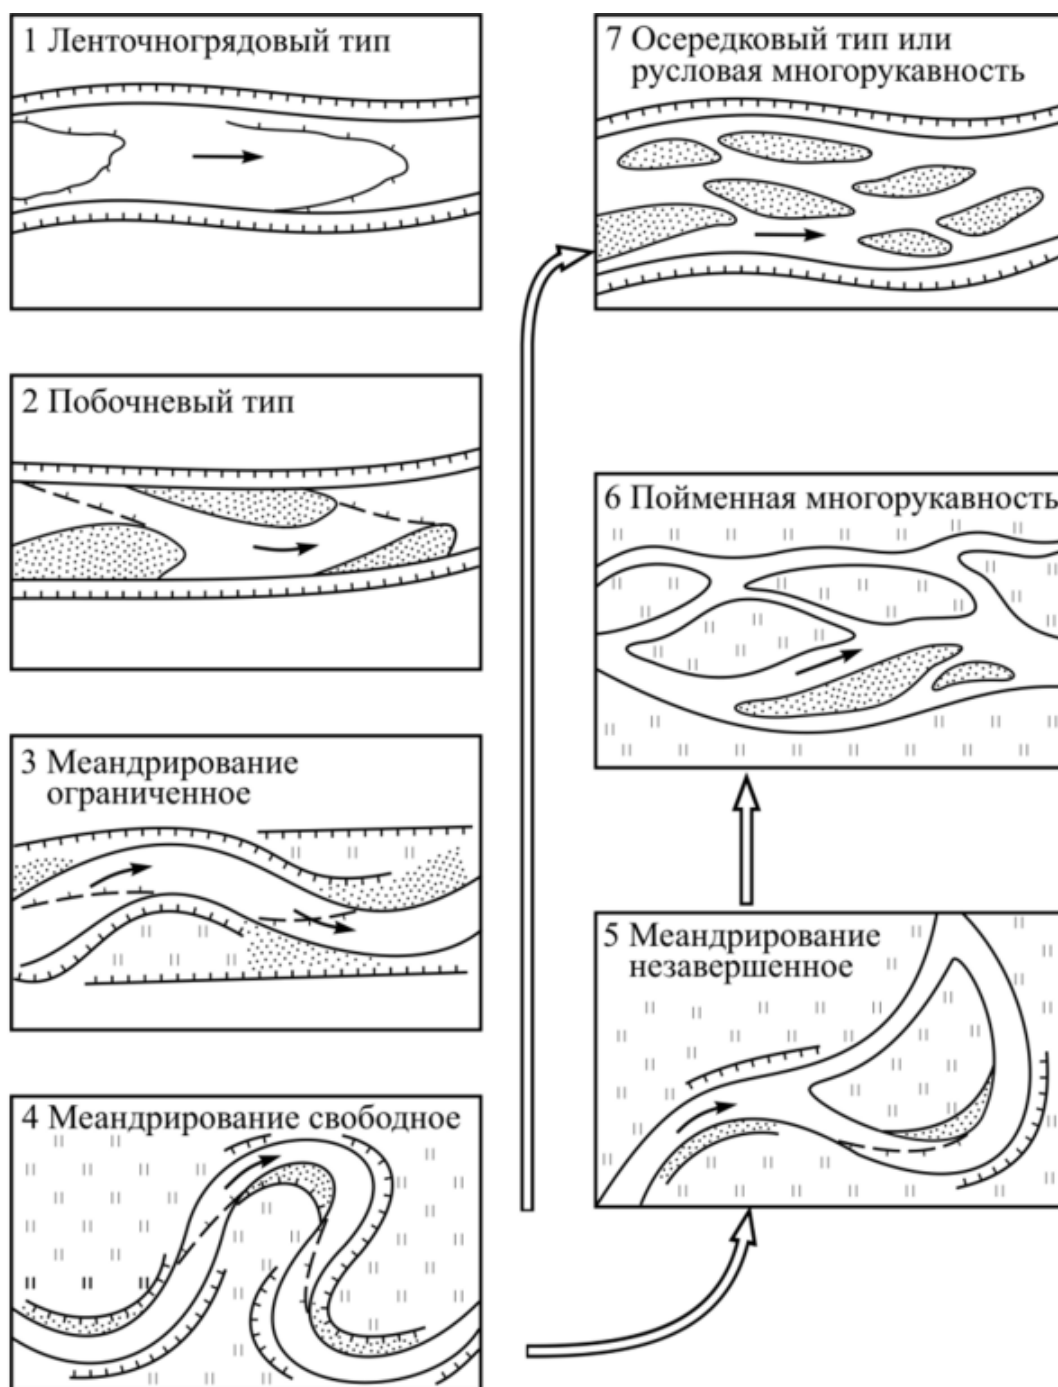 1 Ленточногрядовый тип
2 Побочневый тип
3 Меандрирование
ограниченное
4 Меандрирование свободное
7 Осередковый тип или
русловая многорукавность
6 Пойменная многорукавность
5 Меандрирование
незавершенное